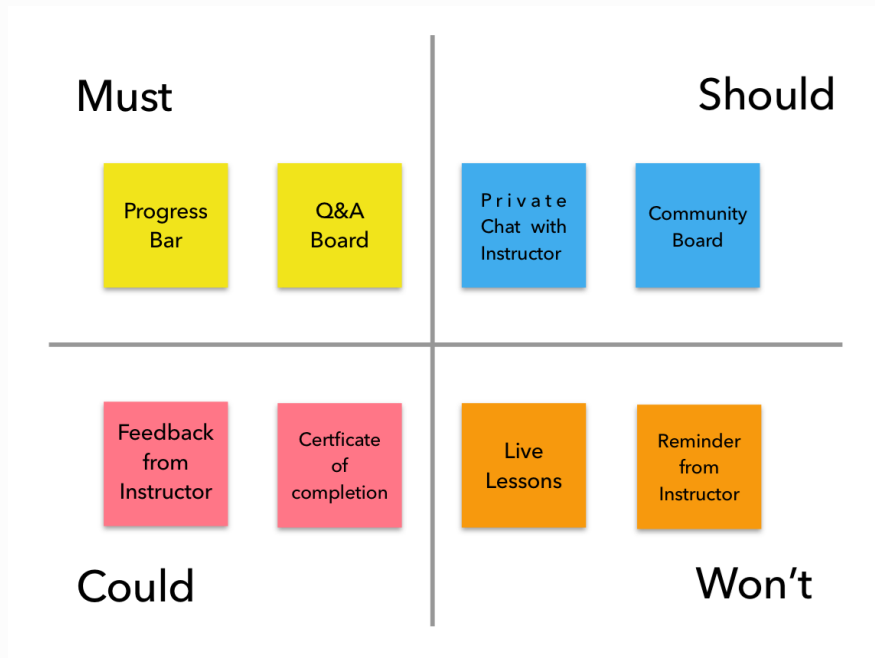 Must
Should
Progress
Bar
Q&A
Board
Private
Chat with
Instructor
Community
Board
Feedback
from
Instructor
Certficate
of
completion
Live
Lessons
Reminder
from
Instructor
Could
Won’t